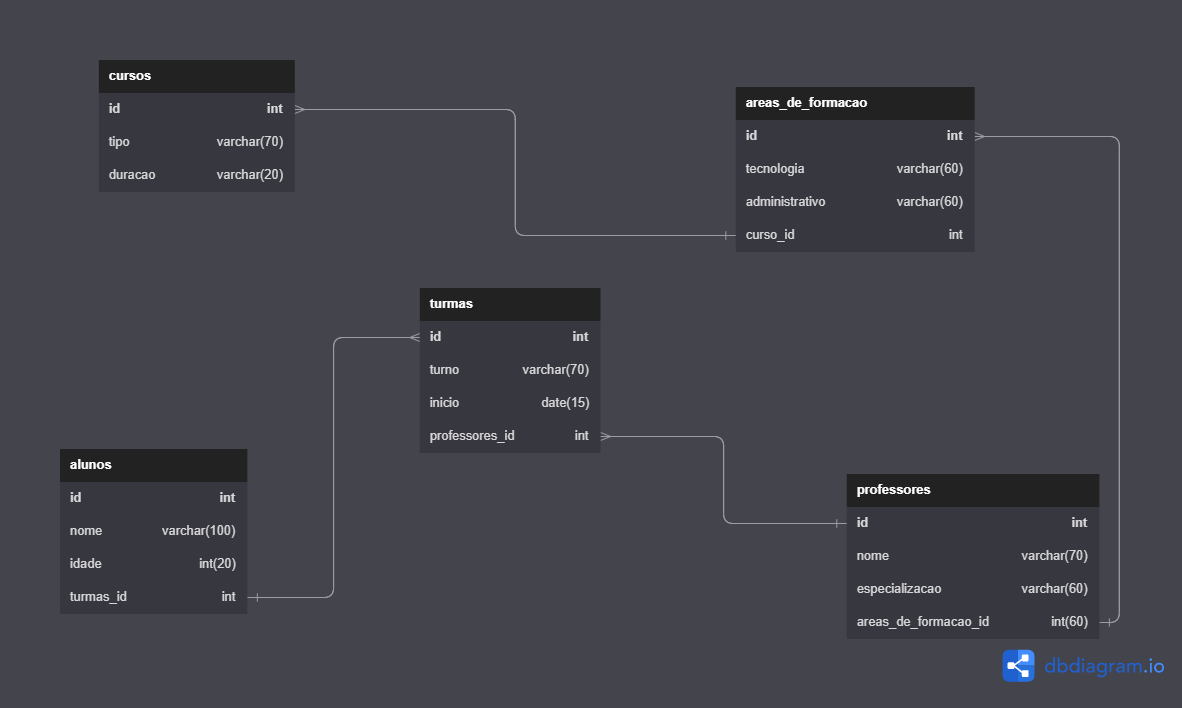 cursos
id int
tipo varchar(70)
duracao varchar(20)
areas_de_formacao
id int
tecnologia varchar(60)
administrativo varchar(60)
curso_id int
turmas
id int
turno varchar(70)
inicio date(15)
professores_id int
alunos
id int
nome varchar(100)
idade int(20)
turmas_id int
professores
id int
nome varchar(70)
especializacao varchar(60)
areas_de_formacao_id int(60)
dbdiagram.io